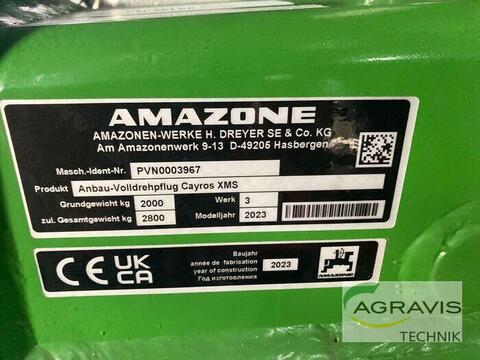 AMAZONE
AMAZONEN-WERKE H. DREYER SE & Co. KG
Am Amazonenwerk 9-13 D-49205 Hasbergen
Masch.-Ident-Nr. PVN0003967
Produkt Anbau-Volldrehpflug Cayros XMS
Grundgewicht kg 2000 Werk 3
zul. Gesamtgewicht kg 2800 Modelljahr 2023
CE UK CA
Baujahr
année de fabrication
year of construction
Год изготовления
2023
AMAZONE
AGRAVIS
TECHNIK